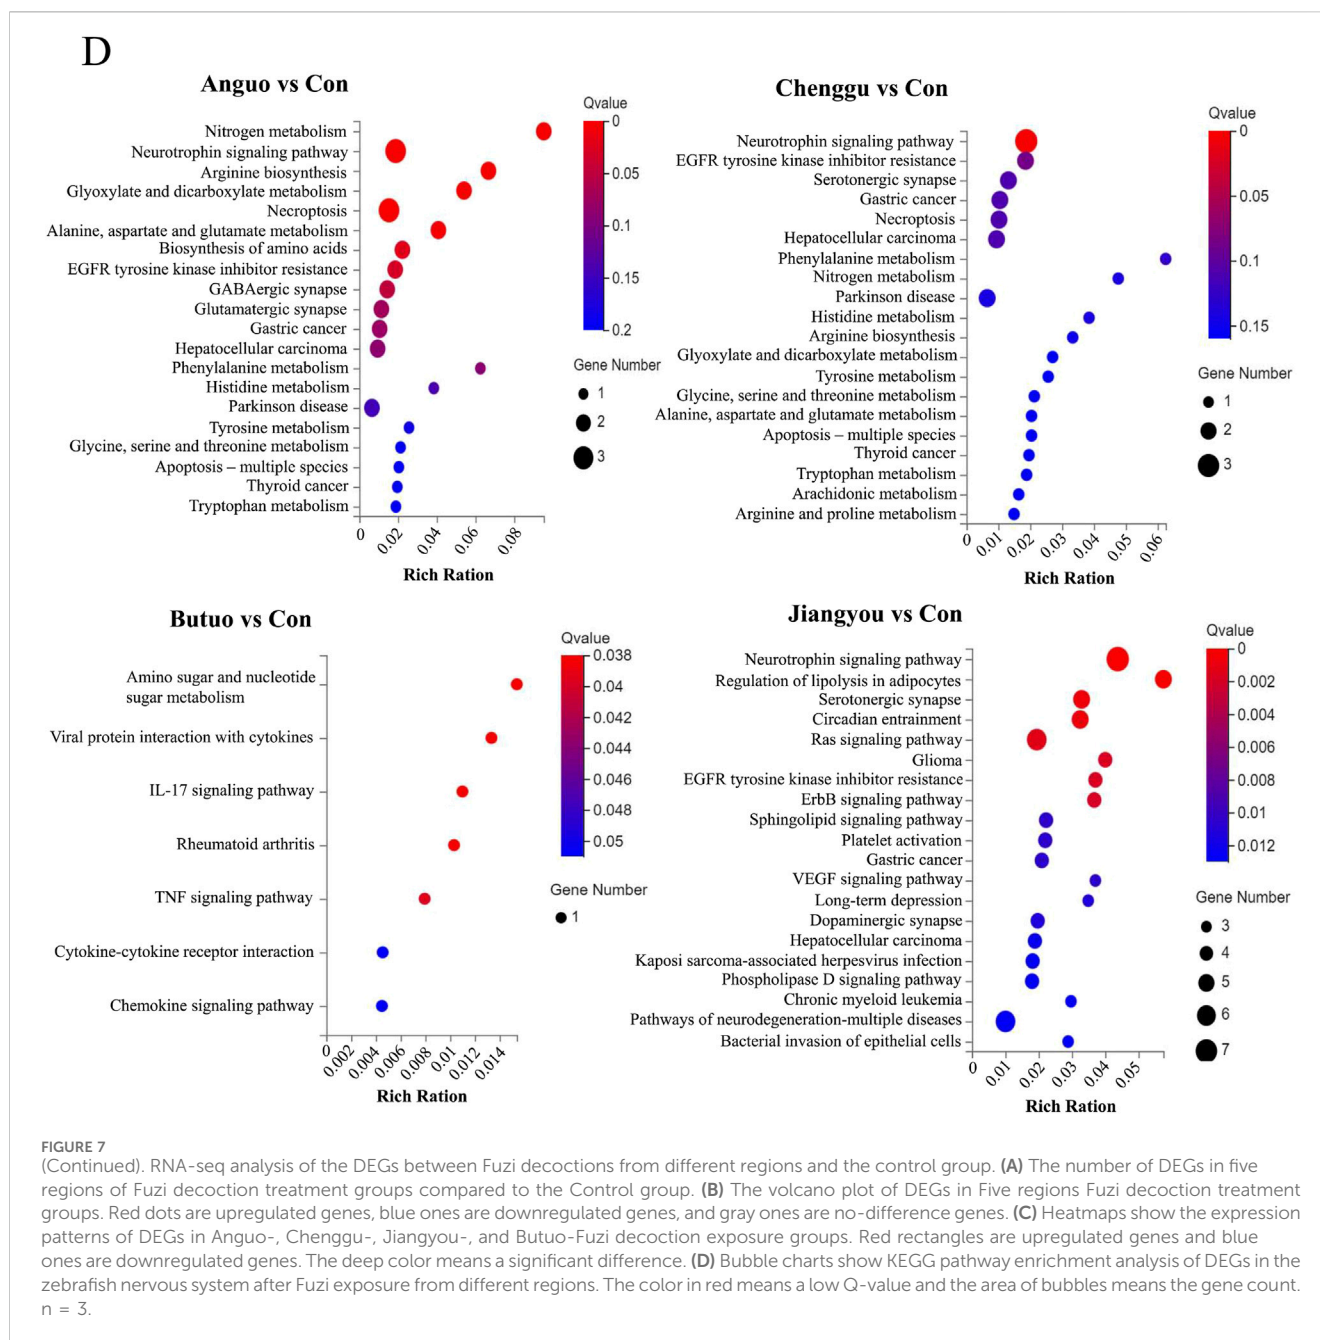 D
Anguo vs Con
Nitrogen metabolism
Neurotrophin signaling pathway
Arginine biosynthesis
Glyoxylate and dicarboxylate metabolism
Necroptosis
Alanine, aspartate and glutamate metabolism
Biosynthesis of amino acids
EGFR tyrosine kinase inhibitor resistance
GABAergic synapse
Glutamatergic synapse
Gastric cancer
Hepatocellular carcinoma
Phenylalanine metabolism
Histidine metabolism
Parkinson disease
Tyrosine metabolism
Glycine, serine and threonine metabolism
Apoptosis – multiple species
Thyroid cancer
Tryptophan metabolism
0 0.02 0.04 0.06 0.08
Rich Ration
Qvalue
0
0.05
0.1
0.15
0.2
Gene Number
1
2
3
Chenggu vs Con
Neurotrophin signaling pathway
EGFR tyrosine kinase inhibitor resistance
Serotonergic synapse
Gastric cancer
Necroptosis
Hepatocellular carcinoma
Phenylalanine metabolism
Nitrogen metabolism
Parkinson disease
Histidine metabolism
Arginine biosynthesis
Glyoxylate and dicarboxylate metabolism
Tyrosine metabolism
Glycine, serine and threonine metabolism
Alanine, aspartate and glutamate metabolism
Apoptosis – multiple species
Thyroid cancer
Tryptophan metabolism
Arachidonic metabolism
Arginine and proline metabolism
0 0.01 0.02 0.03 0.04 0.05 0.06
Rich Ration
Qvalue
0
0.05
0.1
0.15
Gene Number
1
2
3
Butuo vs Con
Amino sugar and nucleotide
sugar metabolism
Viral protein interaction with cytokines
IL-17 signaling pathway
Rheumatoid arthritis
TNF signaling pathway
Cytokine-cytokine receptor interaction
Chemokine signaling pathway
0 0.002 0.004 0.006 0.008 0.01 0.012 0.014
Rich Ration
Qvalue
0.038
0.04
0.042
0.044
0.046
0.048
0.05
Gene Number
1
Jiangyou vs Con
Neurotrophin signaling pathway
Regulation of lipolysis in adipocytes
Serotonergic synapse
Circadian entrainment
Ras signaling pathway
Glioma
EGFR tyrosine kinase inhibitor resistance
ErbB signaling pathway
Sphingolipid signaling pathway
Platelet activation
Gastric cancer
VEGF signaling pathway
Long-term depression
Dopaminergic synapse
Hepatocellular carcinoma
Kaposi sarcoma-associated herpesvirus infection
Phospholipase D signaling pathway
Chronic myeloid leukemia
Pathways of neurodegeneration-multiple diseases
Bacterial invasion of epithelial cells
0 0.01 0.02 0.03 0.04 0.05
Rich Ration
Qvalue
0
0.002
0.004
0.006
0.008
0.01
0.012
Gene Number
3
4
5
6
7
FIGURE 7
(Continued). RNA-seq analysis of the DEGs between Fuzi decoctions from different regions and the control group. (A) The number of DEGs in five
regions of Fuzi decoction treatment groups compared to the Control group. (B) The volcano plot of DEGs in Five regions Fuzi decoction treatment
groups. Red dots are upregulated genes, blue ones are downregulated genes, and gray ones are no-difference genes. (C) Heatmaps show the expression
patterns of DEGs in Anguo-, Chenggu-, Jiangyou-, and Butuo-Fuzi decoction exposure groups. Red rectangles are upregulated genes and blue
ones are downregulated genes. The deep color means a significant difference. (D) Bubble charts show KEGG pathway enrichment analysis of DEGs in the
zebrafish nervous system after Fuzi exposure from different regions. The color in red means a low Q-value and the area of bubbles means the gene count.
n = 3.